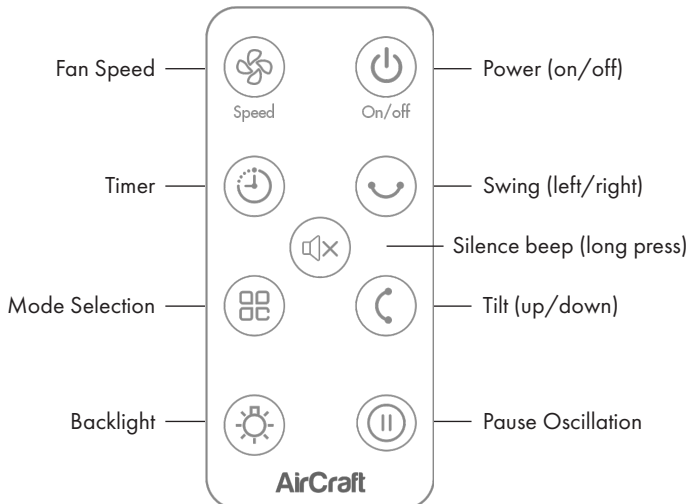 Fan Speed
Power (on/off)
Speed
On/off
Timer
Swing (left/right)
Silence beep (long press)
Mode Selection
Tilt (up/down)
Backlight
Pause Oscillation
AirCraft